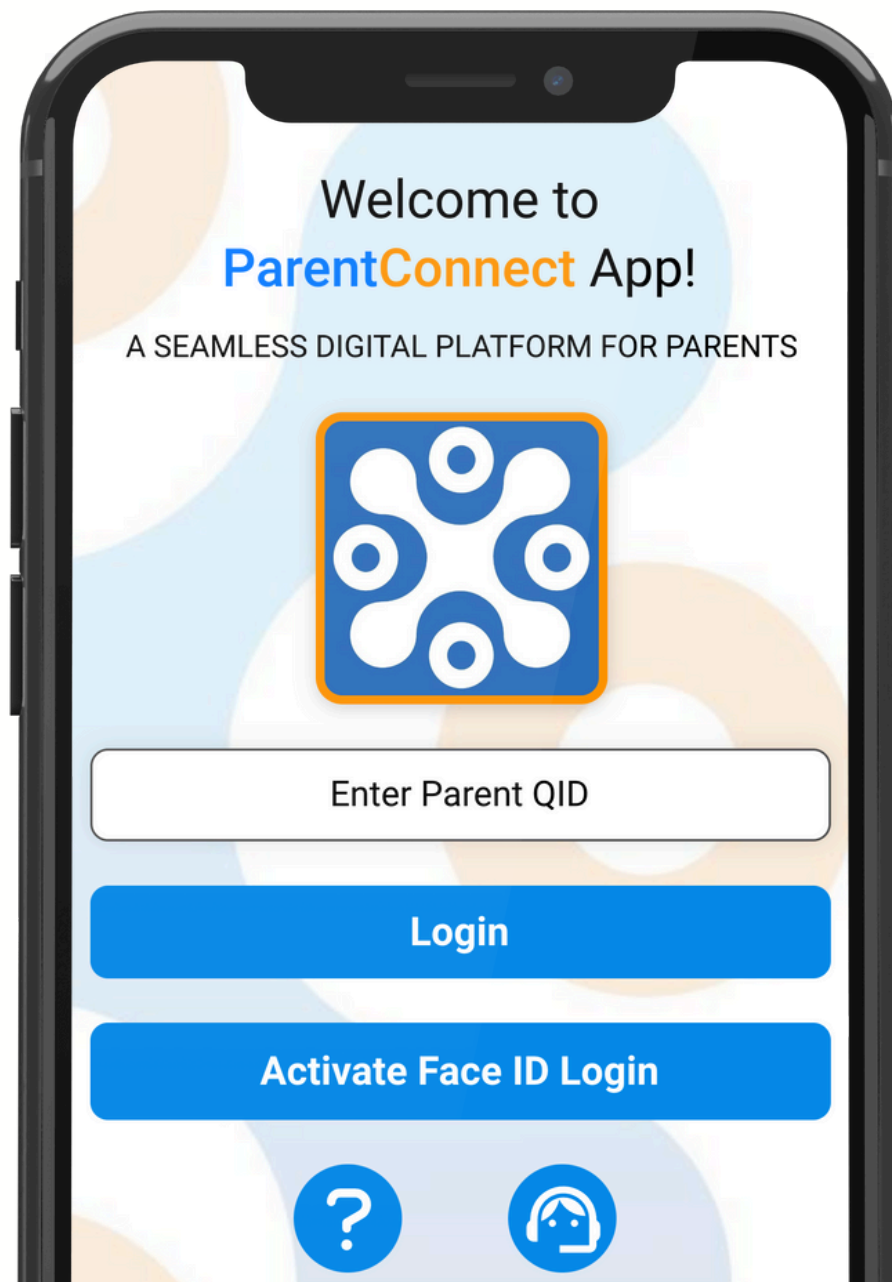 Welcome to
ParentConnect App!
A SEAMLESS DIGITAL PLATFORM FOR PARENTS
Enter Parent QID
Login
Activate Face ID Login
?